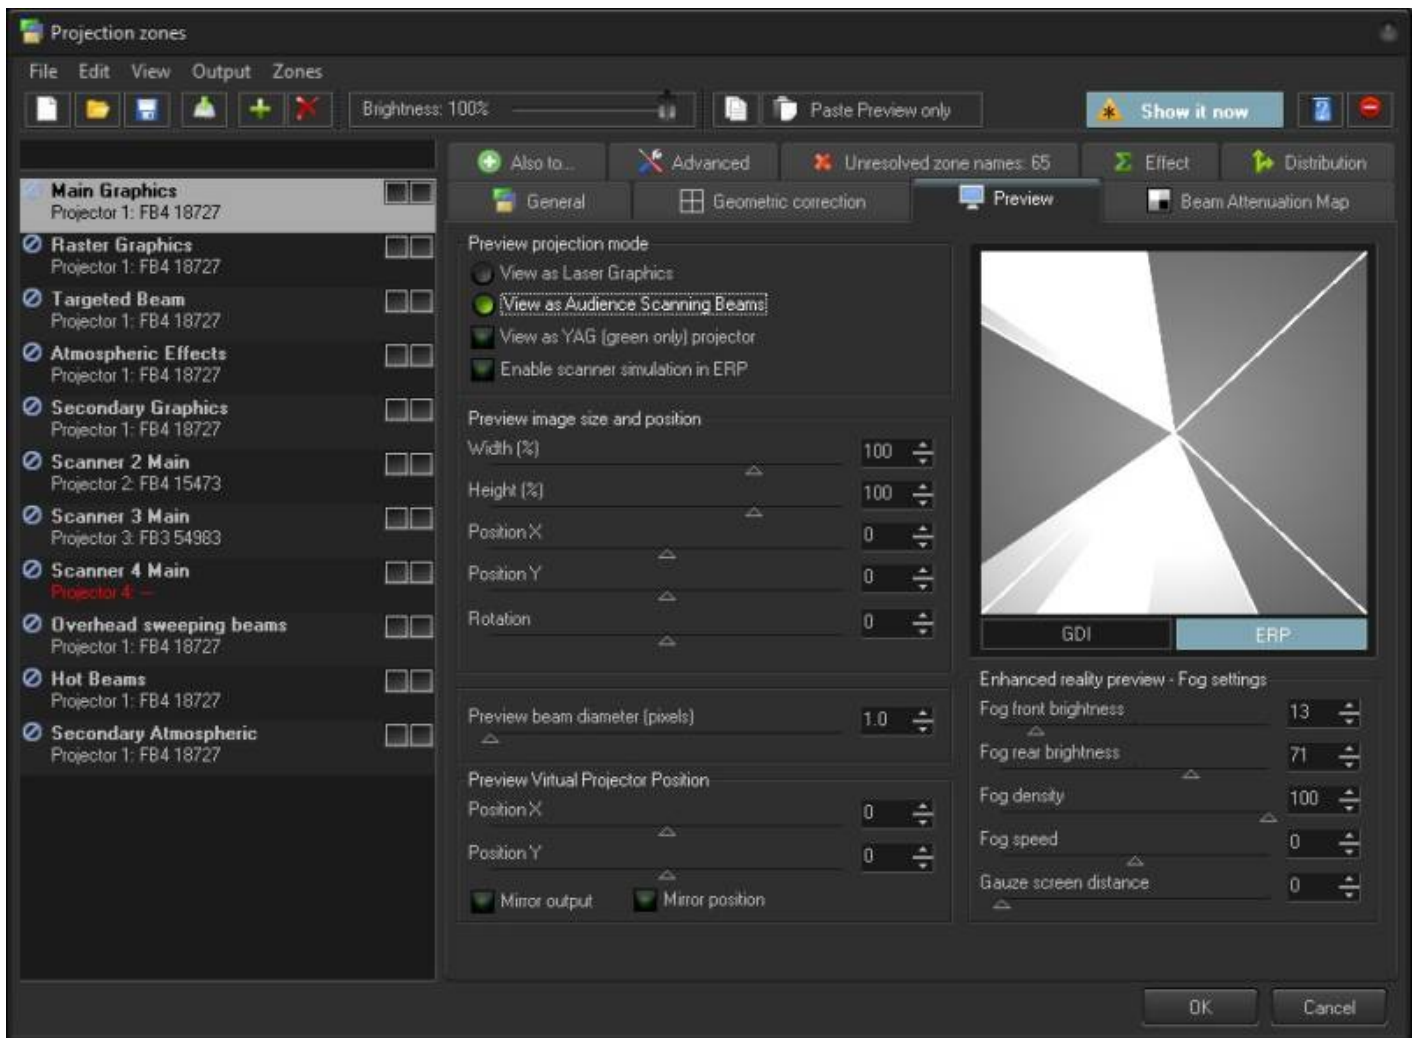 Projection zones
File Edit View Output Zones
Brightness: 100% Paste Preview only Show it now
Also to... Advanced Unresolved zone names: 65 Effect Distribution
General Geometric correction Preview Beam Attenuation Map
Main Graphics
Projector 1: FB4 18727
Raster Graphics
Projector 1: FB4 18727
Targeted Beam
Projector 1: FB4 18727
Atmospheric Effects
Projector 1: FB4 18727
Secondary Graphics
Projector 1: FB4 18727
Scanner 2 Main
Projector 2: FB4 15473
Scanner 3 Main
Projector 3: FB3 54983
Scanner 4 Main
Projector 4: --
Overhead sweeping beams
Projector 1: FB4 18727
Hot Beams
Projector 1: FB4 18727
Secondary Atmospheric
Projector 1: FB4 18727
Preview projection mode
View as Laser Graphics
View as Audience Scanning Beams
View as YAG (green only) projector
Enable scanner simulation in ERP
Preview image size and position
Width (%) 100
Height (%) 100
Position X 0
Position Y 0
Rotation 0
Preview beam diameter (pixels) 1.0
Preview Virtual Projector Position
Position X 0
Position Y 0
Mirror output Mirror position
GDI ERP
Enhanced reality preview - Fog settings
Fog front brightness 13
Fog rear brightness 71
Fog density 100
Fog speed 0
Gauze screen distance 0
OK Cancel